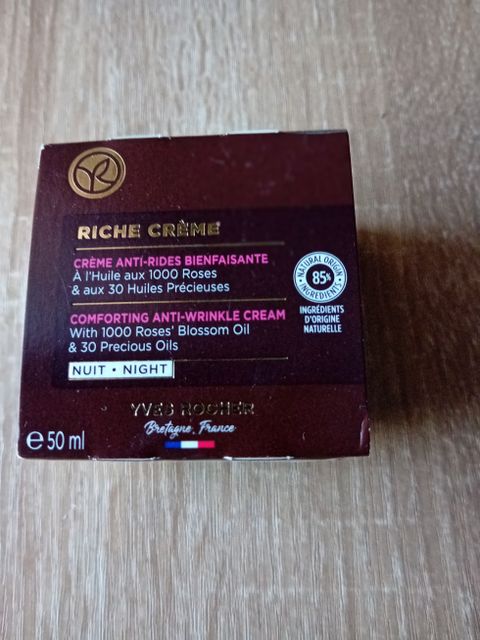 YR
RICHE CRÈME
CRÈME ANTI-RIDES BIENFAISANTE
À l'Huile aux 1000 Roses
& aux 30 Huiles Précieuses
COMFORTING ANTI-WRINKLE CREAM
With 1000 Roses' Blossom Oil
& 30 Precious Oils
NUIT • NIGHT
• NATURAL ORIGIN •
85%
INGREDIENTS
INGRÉDIENTS
D'ORIGINE
NATURELLE
YVES ROCHER
Bretagne, France
℮ 50 ml